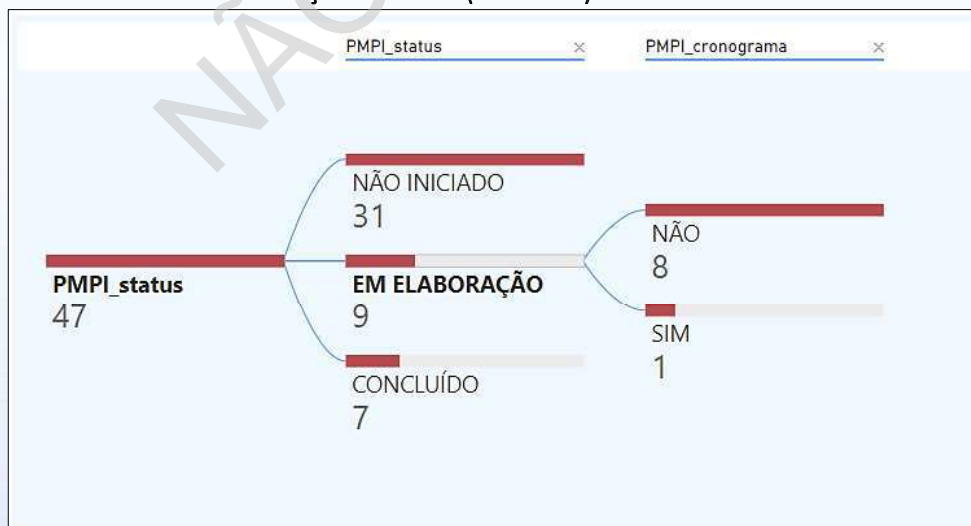 PMPI_status ×
PMPI_cronograma ×
NÃO INICIADO
31
NÃO
8
PMPI_status
47
EM ELABORAÇÃO
9
SIM
1
CONCLUÍDO
7